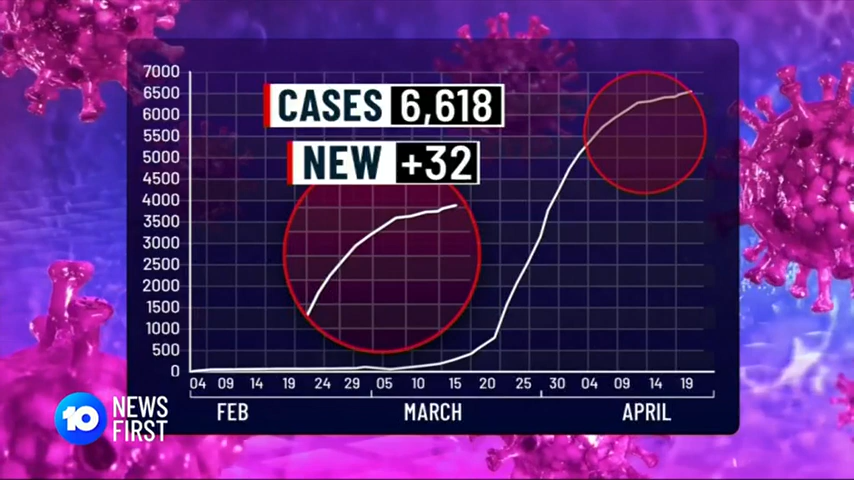 7000
6500
6000
5500
5000
4500
4000
3500
3000
2500
2000
1500
1000
500
0
CASES 6,618
NEW +32
04 09 14 19 24 29 05 10 15 20 25 30 04 09 14 19
FEB MARCH APRIL
10 NEWS
FIRST